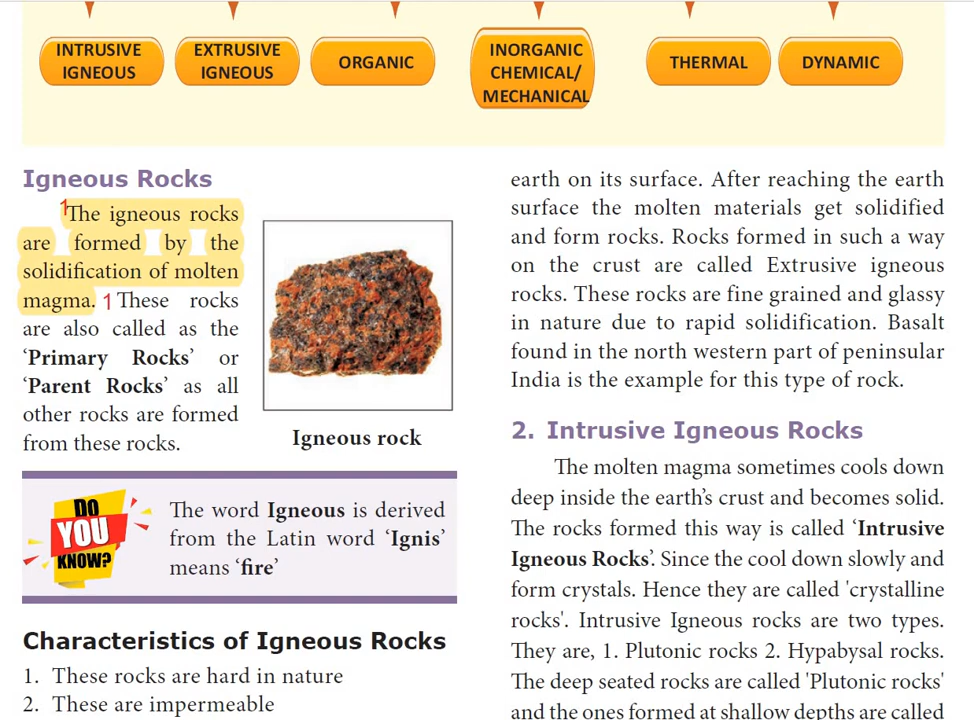 INTRUSIVE
IGNEOUS
EXTRUSIVE
IGNEOUS
ORGANIC
INORGANIC
CHEMICAL/
MECHANICAL
THERMAL
DYNAMIC
Igneous Rocks
1The igneous rocks
are formed by the
solidification of molten
magma. 1 These rocks
are also called as the
‘Primary Rocks’ or
‘Parent Rocks’ as all
other rocks are formed
from these rocks.
Igneous rock
DO
YOU
KNOW?
The word Igneous is derived
from the Latin word ‘Ignis’
means ‘fire’
Characteristics of Igneous Rocks
1. These rocks are hard in nature
2. These are impermeable
earth on its surface. After reaching the earth
surface the molten materials get solidified
and form rocks. Rocks formed in such a way
on the crust are called Extrusive igneous
rocks. These rocks are fine grained and glassy
in nature due to rapid solidification. Basalt
found in the north western part of peninsular
India is the example for this type of rock.
2. Intrusive Igneous Rocks
The molten magma sometimes cools down
deep inside the earth’s crust and becomes solid.
The rocks formed this way is called ‘Intrusive
Igneous Rocks’. Since the cool down slowly and
form crystals. Hence they are called 'crystalline
rocks'. Intrusive Igneous rocks are two types.
They are, 1. Plutonic rocks 2. Hypabysal rocks.
The deep seated rocks are called 'Plutonic rocks'
and the ones formed at shallow depths are called